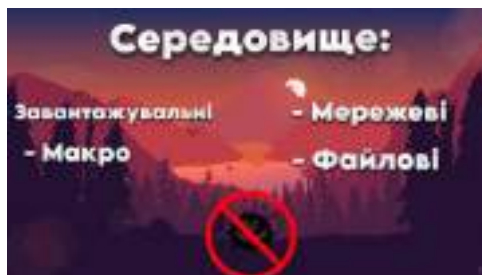 Середовище:
Завантажувальні
- Макро
- Мережеві
- Файлові